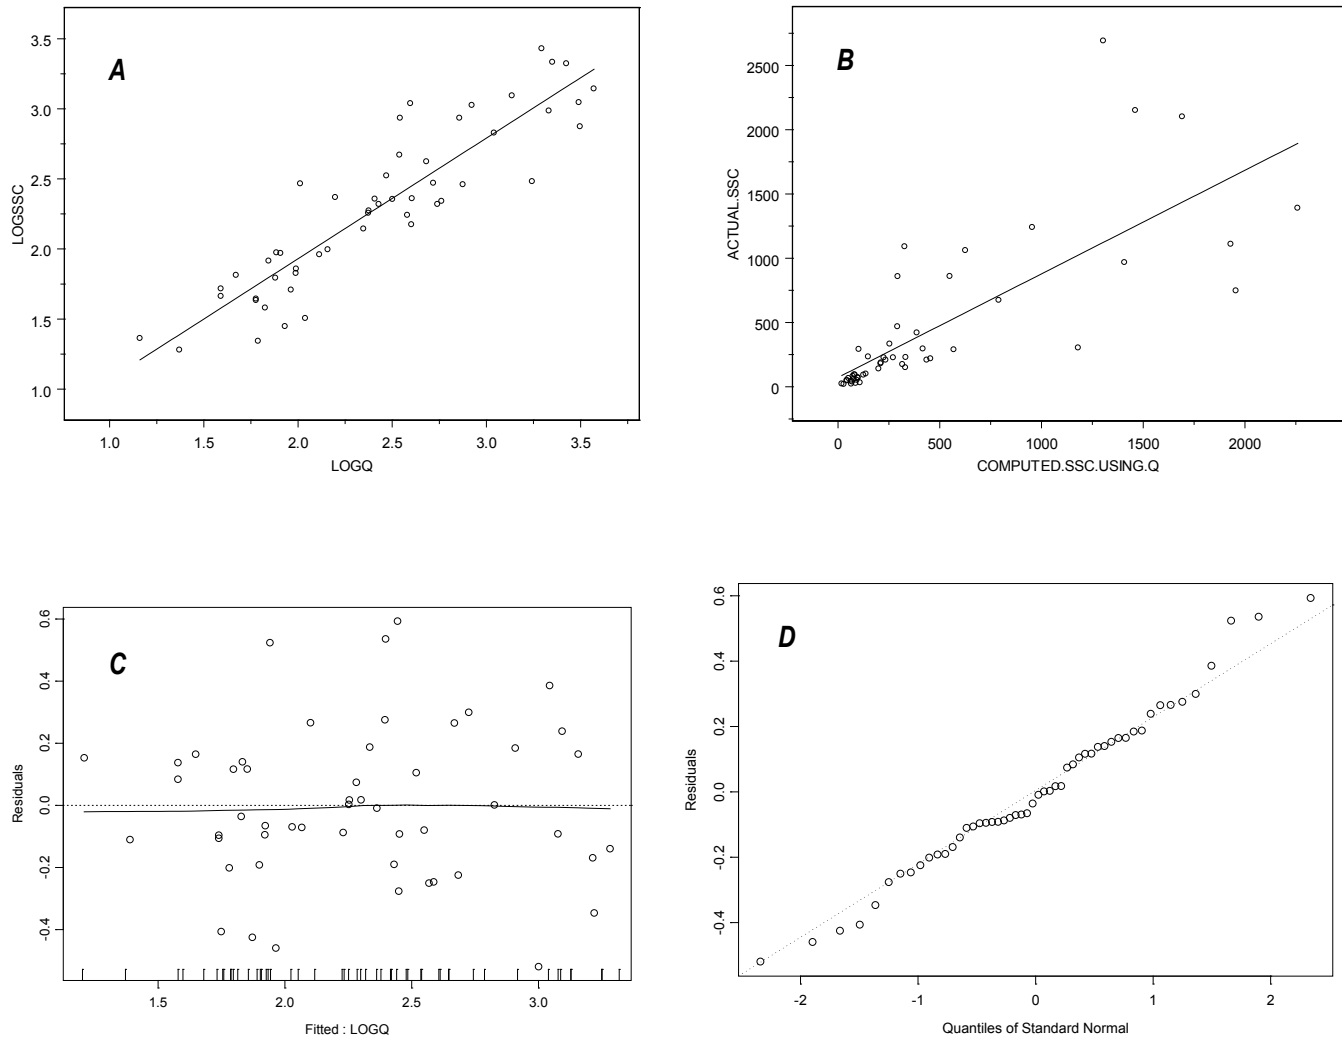 A
3.5
3.0
2.5
2.0
1.5
1.0
LOGSSC
1.0 1.5 2.0 2.5 3.0 3.5
LOGQ
B
2500
2000
1500
1000
500
0
ACTUAL.SSC
0 500 1000 1500 2000
COMPUTED.SSC.USING.Q
C
0.6
0.4
0.2
0.0
-0.2
-0.4
Residuals
1.5 2.0 2.5 3.0
Fitted : LOGQ
D
0.6
0.4
0.2
0.0
-0.2
-0.4
Residuals
-2 -1 0 1 2
Quantiles of Standard Normal